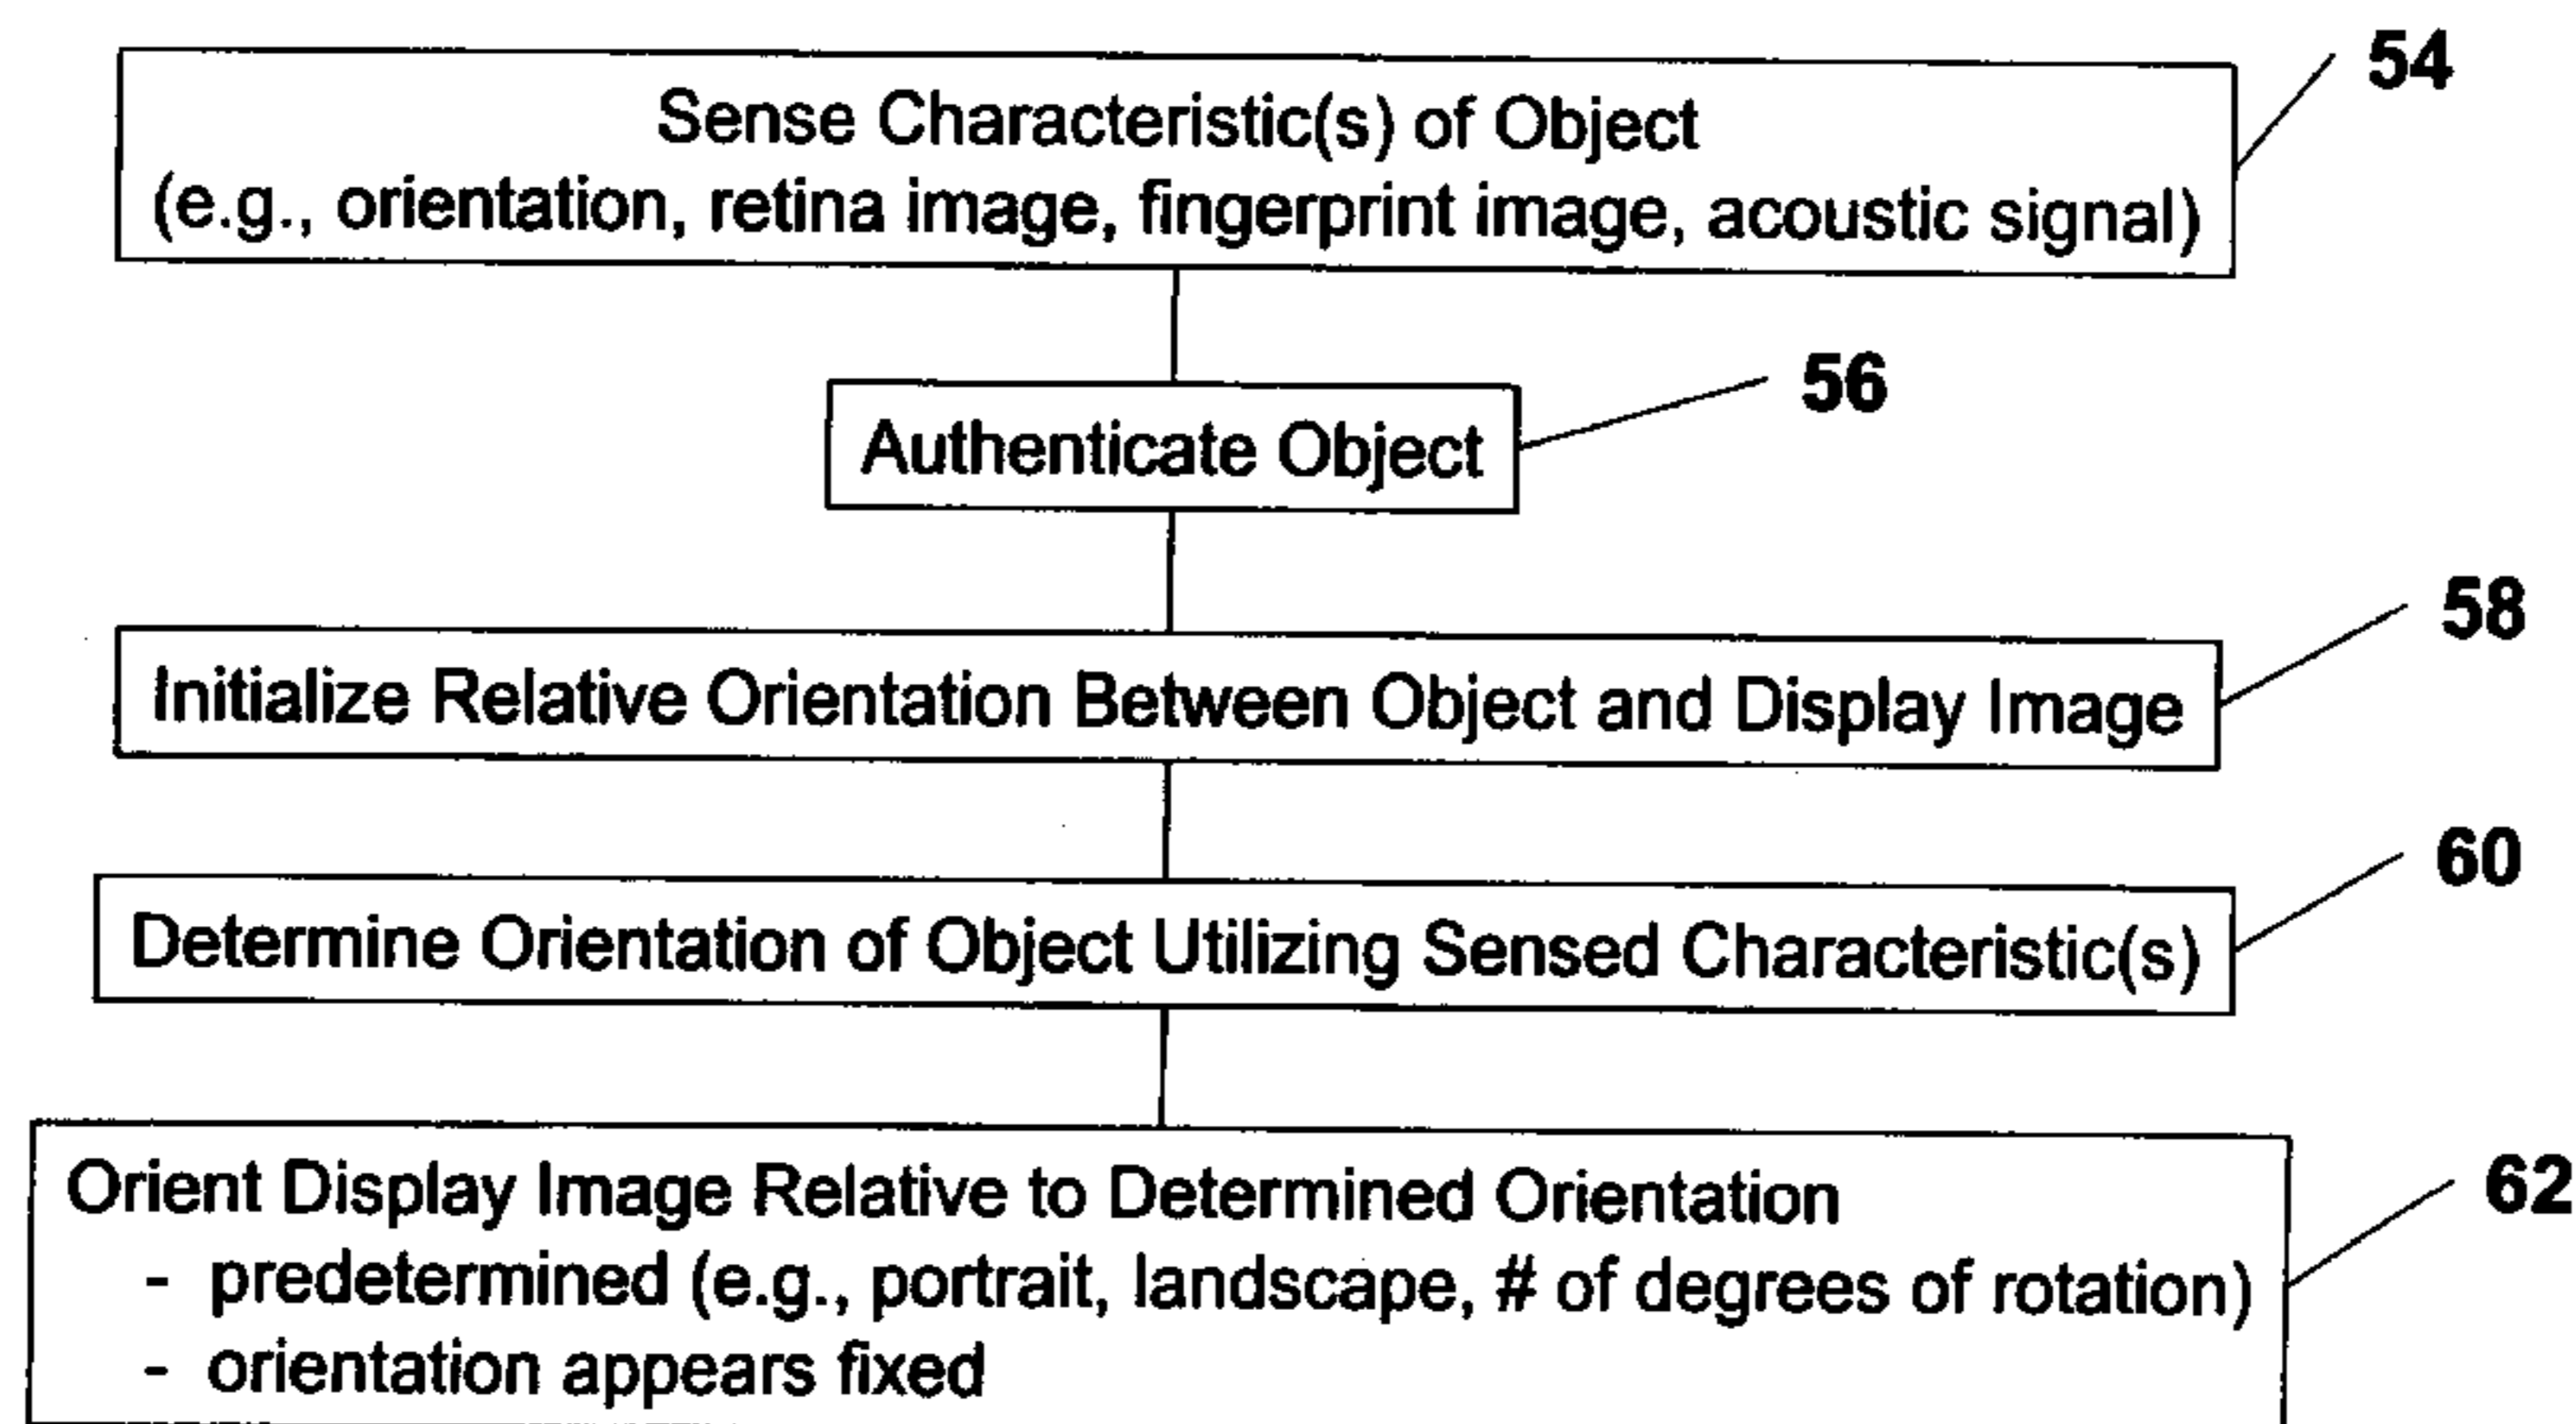 54
Sense Characteristic(s) of Object
(e.g., orientation, retina image, fingerprint image, acoustic signal)
56
Authenticate Object
58
Initialize Relative Orientation Between Object and Display Image
60
Determine Orientation of Object Utilizing Sensed Characteristic(s)
62
Orient Display Image Relative to Determined Orientation
- predetermined (e.g., portrait, landscape, # of degrees of rotation)
- orientation appears fixed